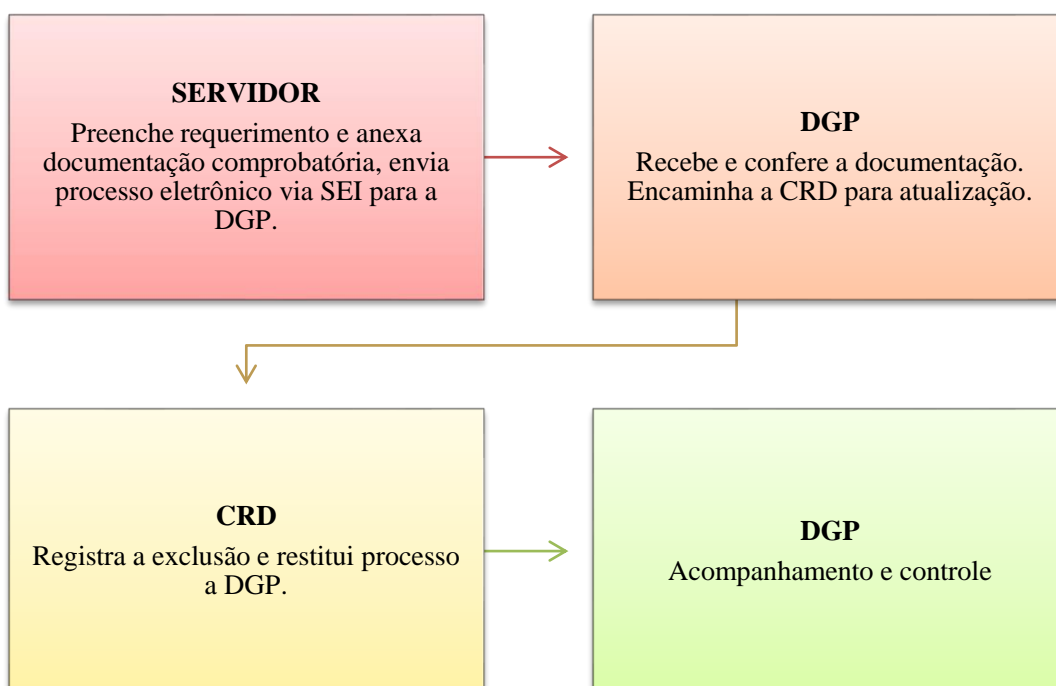 SERVIDOR
Preenche requerimento e anexa
documentação comprobatória, envia
processo eletrônico via SEI para a
DGP.
DGP
Recebe e confere a documentação.
Encaminha a CRD para atualização.
CRD
Registra a exclusão e restitui processo
a DGP.
DGP
Acompanhamento e controle